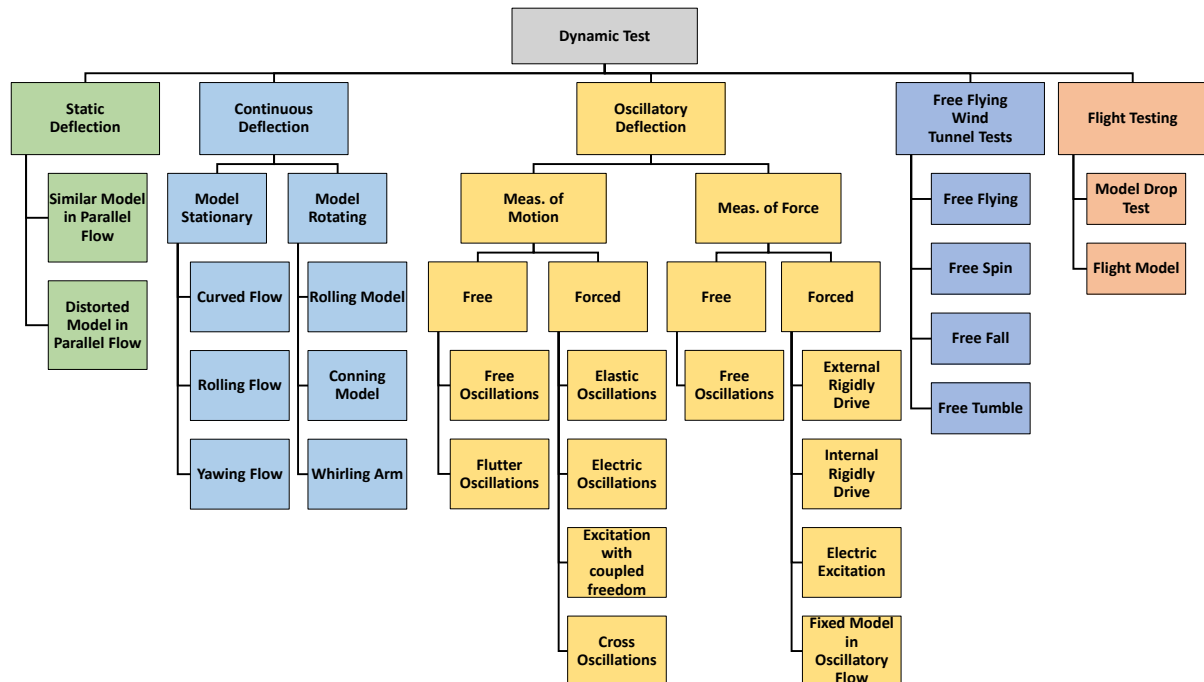 Dynamic Test
Static
Deflection
Continuous
Deflection
Oscillatory
Deflection
Free Flying
Wind
Tunnel Tests
Flight Testing
Similar Model
in Parallel
Flow
Distorted
Model in
Parallel Flow
Model
Stationary
Model
Rotating
Curved Flow
Rolling Flow
Yawing Flow
Rolling Model
Conning
Model
Whirling Arm
Meas. of
Motion
Meas. of Force
Free
Forced
Free
Forced
Free
Oscillations
Flutter
Oscillations
Elastic
Oscillations
Electric
Oscillations
Excitation
with
coupled
freedom
Cross
Oscillations
Free
Oscillations
External
Rigidly
Drive
Internal
Rigidly
Drive
Electric
Excitation
Fixed Model
in
Oscillatory
Flow
Free Flying
Free Spin
Free Fall
Free Tumble
Model Drop
Test
Flight Model